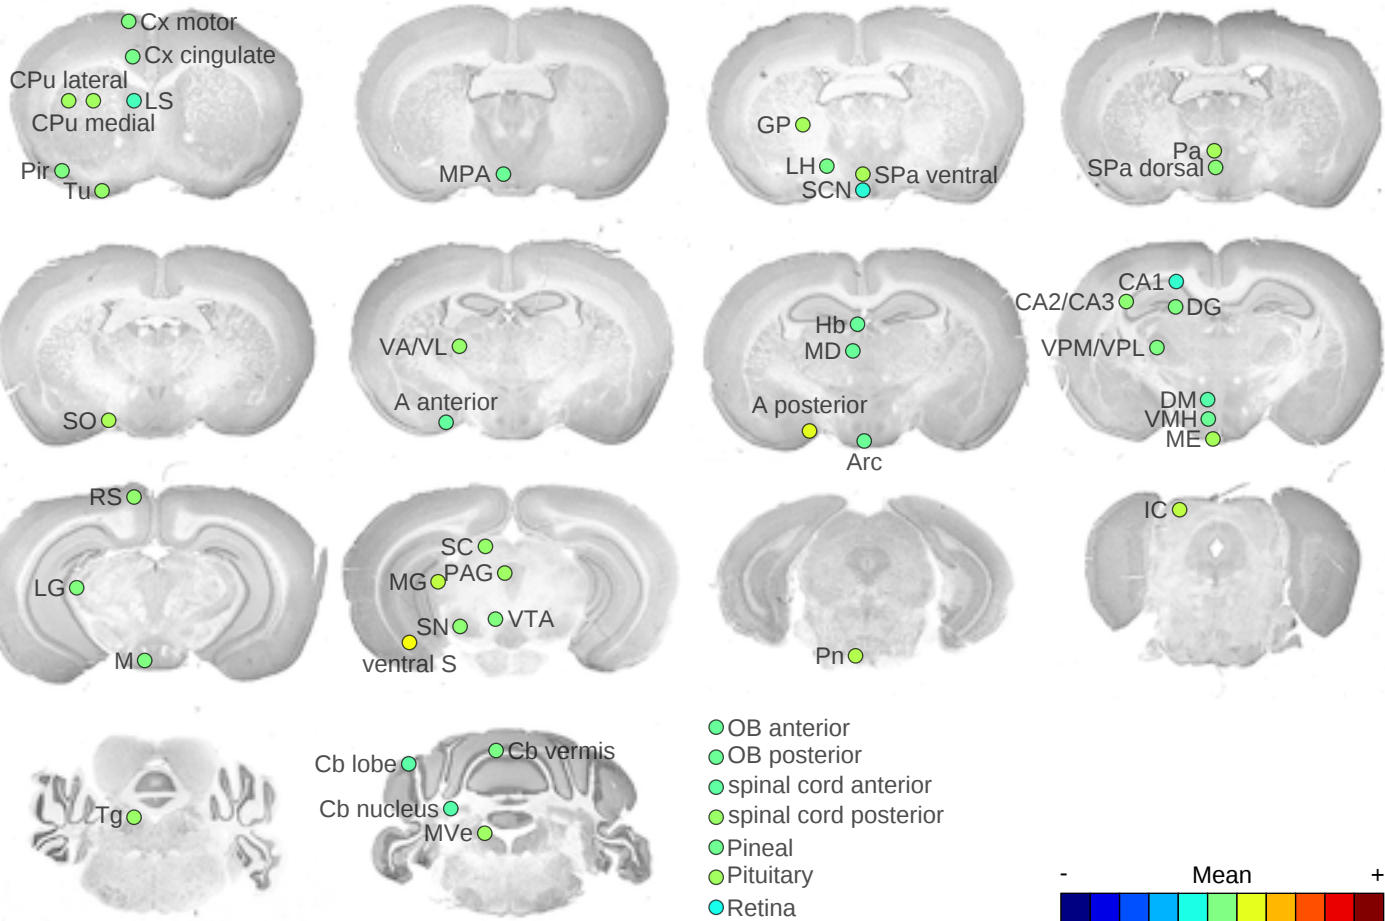 Cx motor
Cx cingulate
CPu lateral
LS
CPu medial
Pir
Tu
MPA
GP
LH
SPa ventral
SCN
Pa
SPa dorsal
SO
VA/VL
A anterior
Hb
MD
A posterior
Arc
CA1
CA2/CA3
DG
VPM/VPL
DM
VMH
ME
RS
LG
M
SC
MG
PAG
SN
VTA
ventral S
Pn
IC
Tg
Cb lobe
Cb vermis
Cb nucleus
MVe
OB anterior
OB posterior
spinal cord anterior
spinal cord posterior
Pineal
Pituitary
Retina
- Mean +